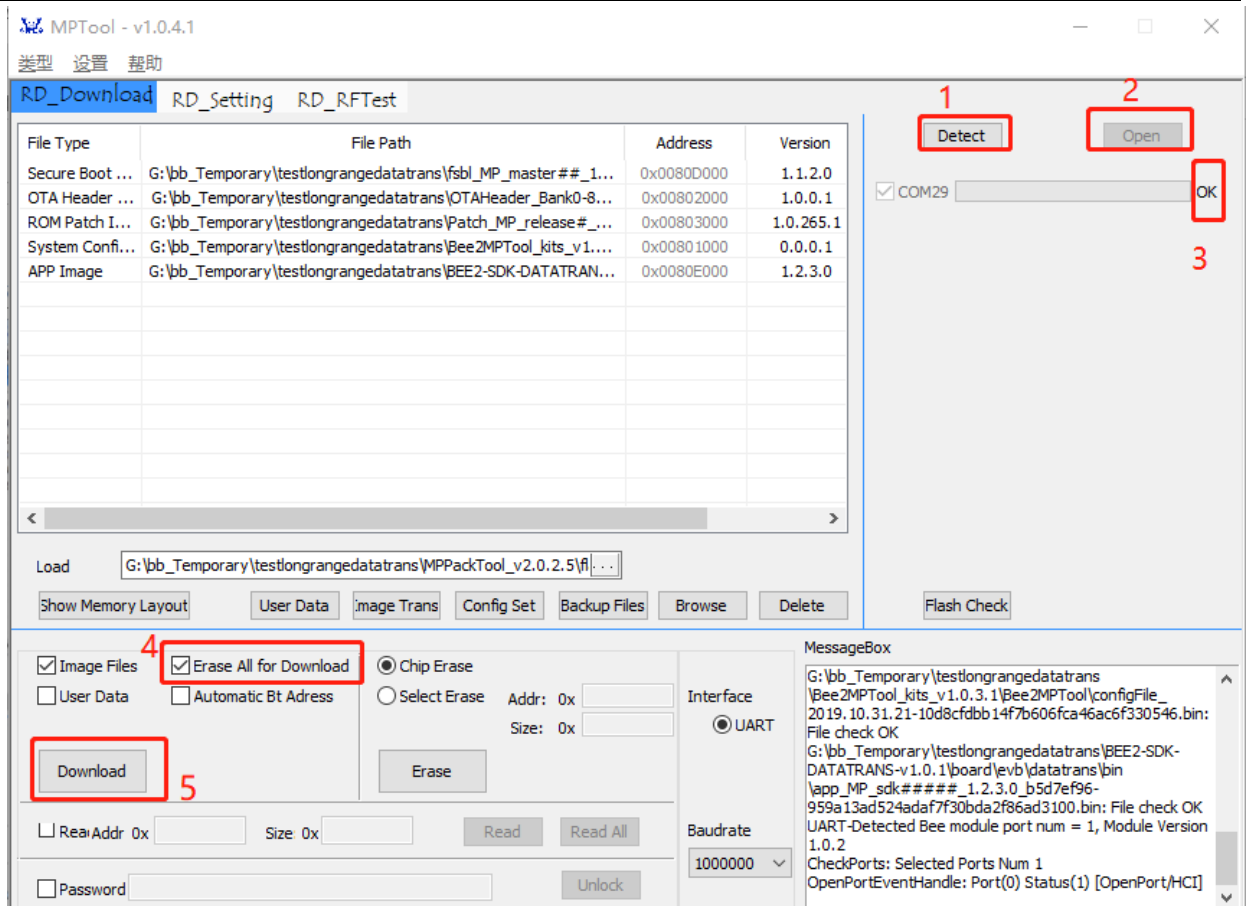 MPTool - v1.0.4.1
类型 设置 帮助
RD_Download RD_Setting RD_RFTest
File Type File Path Address Version
Secure Boot ... G:\bb_Temporary\testlongrangedatatrans\fsbl_MP_master##_1... 0x0080D000 1.1.2.0
OTA Header ... G:\bb_Temporary\testlongrangedatatrans\OTAHeader_Bank0-8... 0x00802000 1.0.0.1
ROM Patch I... G:\bb_Temporary\testlongrangedatatrans\Patch_MP_release#_... 0x00803000 1.0.265.1
System Confi... G:\bb_Temporary\testlongrangedatatrans\Bee2MPTool_kits_v1.... 0x00801000 0.0.0.1
APP Image G:\bb_Temporary\testlongrangedatatrans\BEE2-SDK-DATATRAN... 0x0080E000 1.2.3.0
1 2
Detect Open
COM29 OK
3
Load G:\bb_Temporary\testlongrangedatatrans\MPPackTool_v2.0.2.5\fl ...
Show Memory Layout User Data Image Trans Config Set Backup Files Browse Delete Flash Check
4
Image Files Erase All for Download Chip Erase
User Data Automatic Bt Adress Select Erase Addr: 0x
Size: 0x
Download 5 Erase
Read Addr 0x Size: 0x Read Read All
Password Unlock
Interface
UART
Baudrate
1000000
MessageBox
G:\bb_Temporary\testlongrangedatatrans
\Bee2MPTool_kits_v1.0.3.1\Bee2MPTool\configFile_
2019.10.31.21-10d8cfdbb14f7b606fca46ac6f330546.bin:
File check OK
G:\bb_Temporary\testlongrangedatatrans\BEE2-SDK-
DATATRANS-v1.0.1\board\evb\datatrans\bin
\app_MP_sdk#####_1.2.3.0_b5d7ef96-
959a13ad524adaf7f30bda2f86ad3100.bin: File check OK
UART-Detected Bee module port num = 1, Module Version
1.0.2
CheckPorts: Selected Ports Num 1
OpenPortEventHandle: Port(0) Status(1) [OpenPort/HCI]